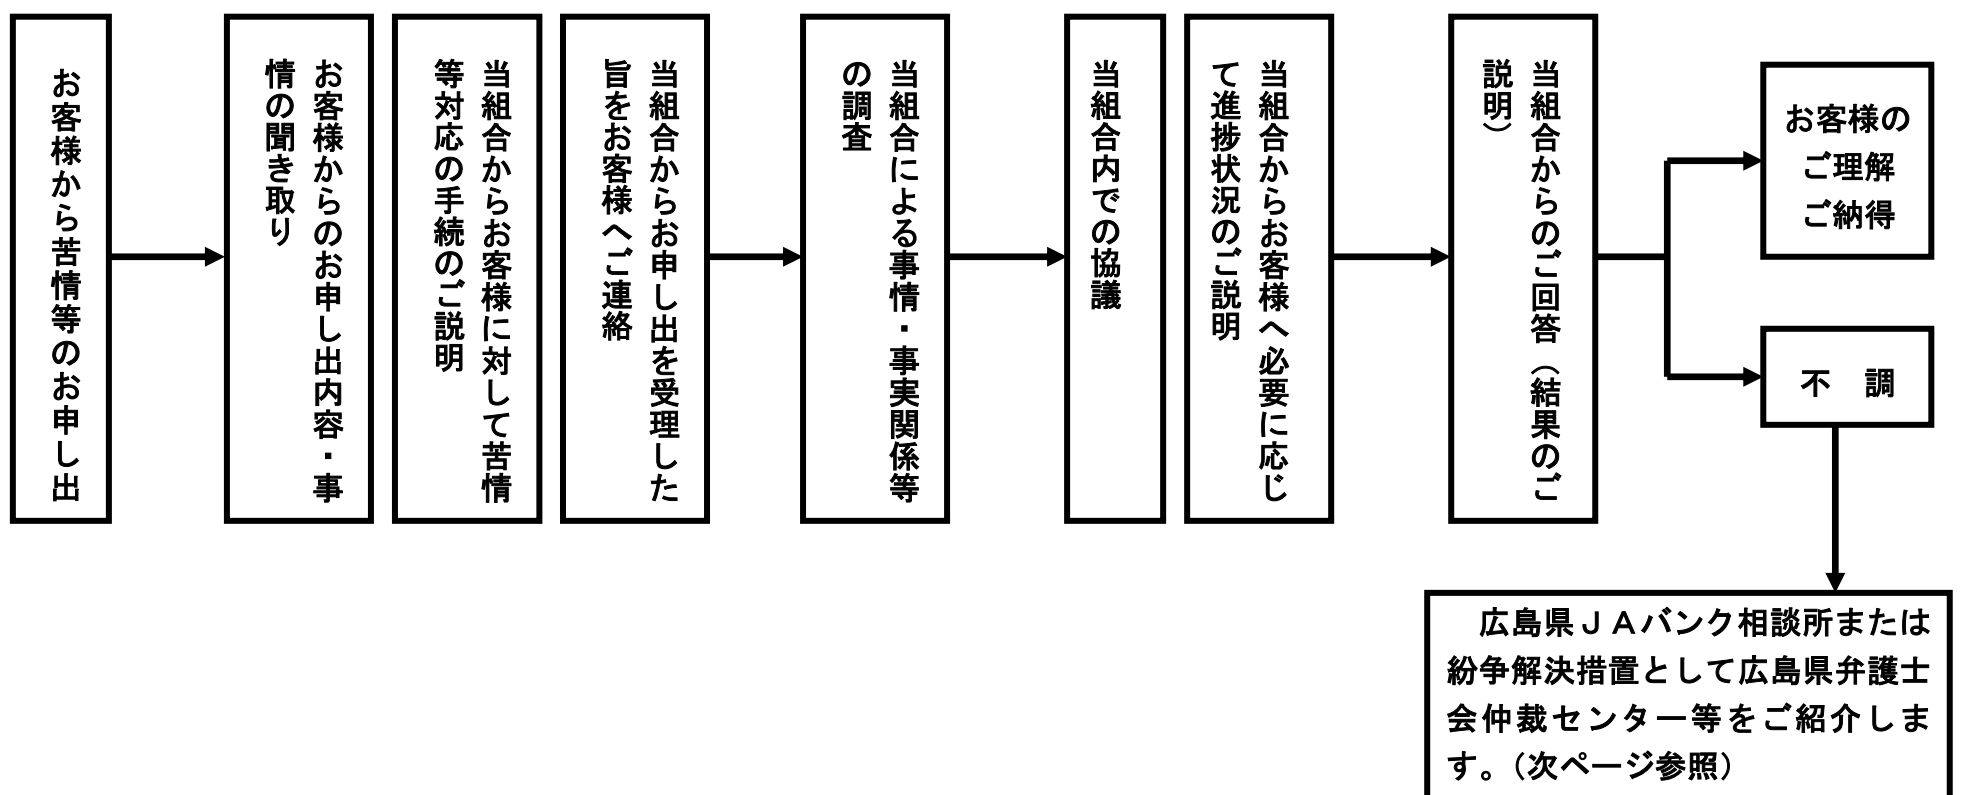 お客様から苦情等のお申し出
お客様からのお申し出内容・事
情の聞き取り
当組合からお客様に対して苦情
等対応の手続のご説明
当組合からお申し出を受理した
旨をお客様へご連絡
当組合による事情・事実関係等
の調査
当組合内での協議
当組合からお客様へ必要に応じ
て進捗状況のご説明
当組合からのご回答（結果のご
説明）
お客様の
ご理解
ご納得
不　調
広島県ＪＡバンク相談所または
紛争解決措置として広島県弁護士
会仲裁センター等をご紹介しま
す。（次ページ参照）